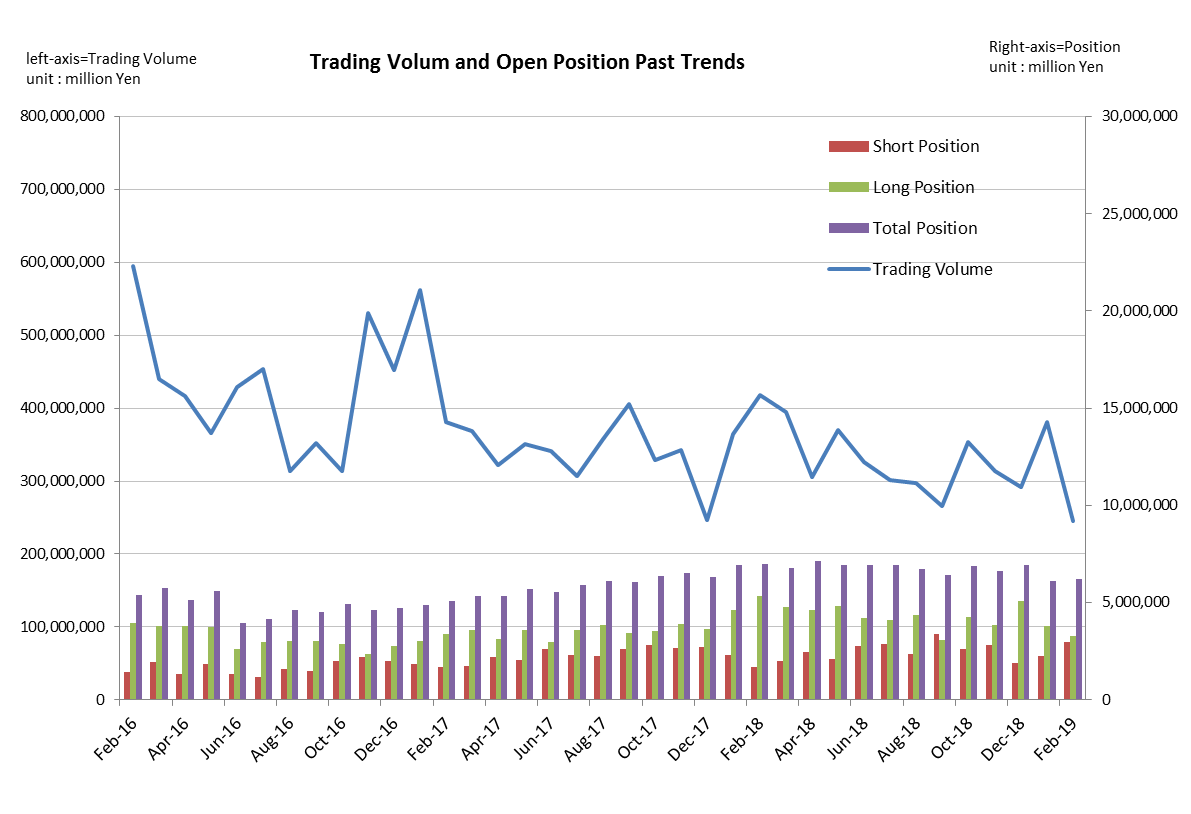 left-axis=Trading Volume
unit : million Yen
Trading Volum and Open Position Past Trends
Right-axis=Position
unit : million Yen
800,000,000
700,000,000
600,000,000
500,000,000
400,000,000
300,000,000
200,000,000
100,000,000
0
30,000,000
25,000,000
20,000,000
15,000,000
10,000,000
5,000,000
0
Short Position
Long Position
Total Position
Trading Volume
Feb-16
Apr-16
Jun-16
Aug-16
Oct-16
Dec-16
Feb-17
Apr-17
Jun-17
Aug-17
Oct-17
Dec-17
Feb-18
Apr-18
Jun-18
Aug-18
Oct-18
Dec-18
Feb-19